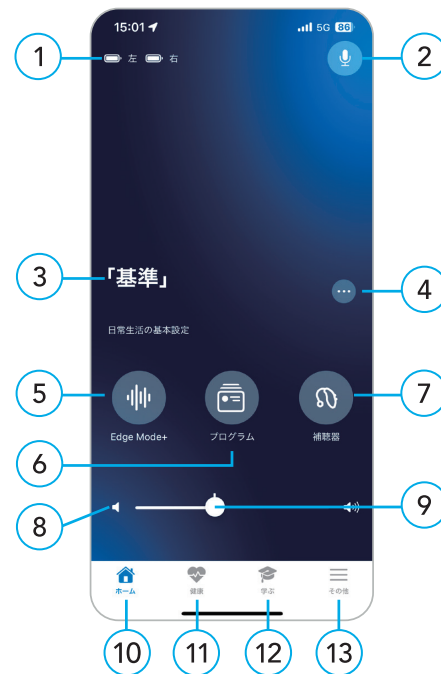 15:01 5G 86
1 左 右 2
3 「基準」 4
日常生活の基本設定
5 Edge Mode+ プログラム 補聴器 7
6
8 9
ホーム 健康 学ぶ その他
10 11 12 13